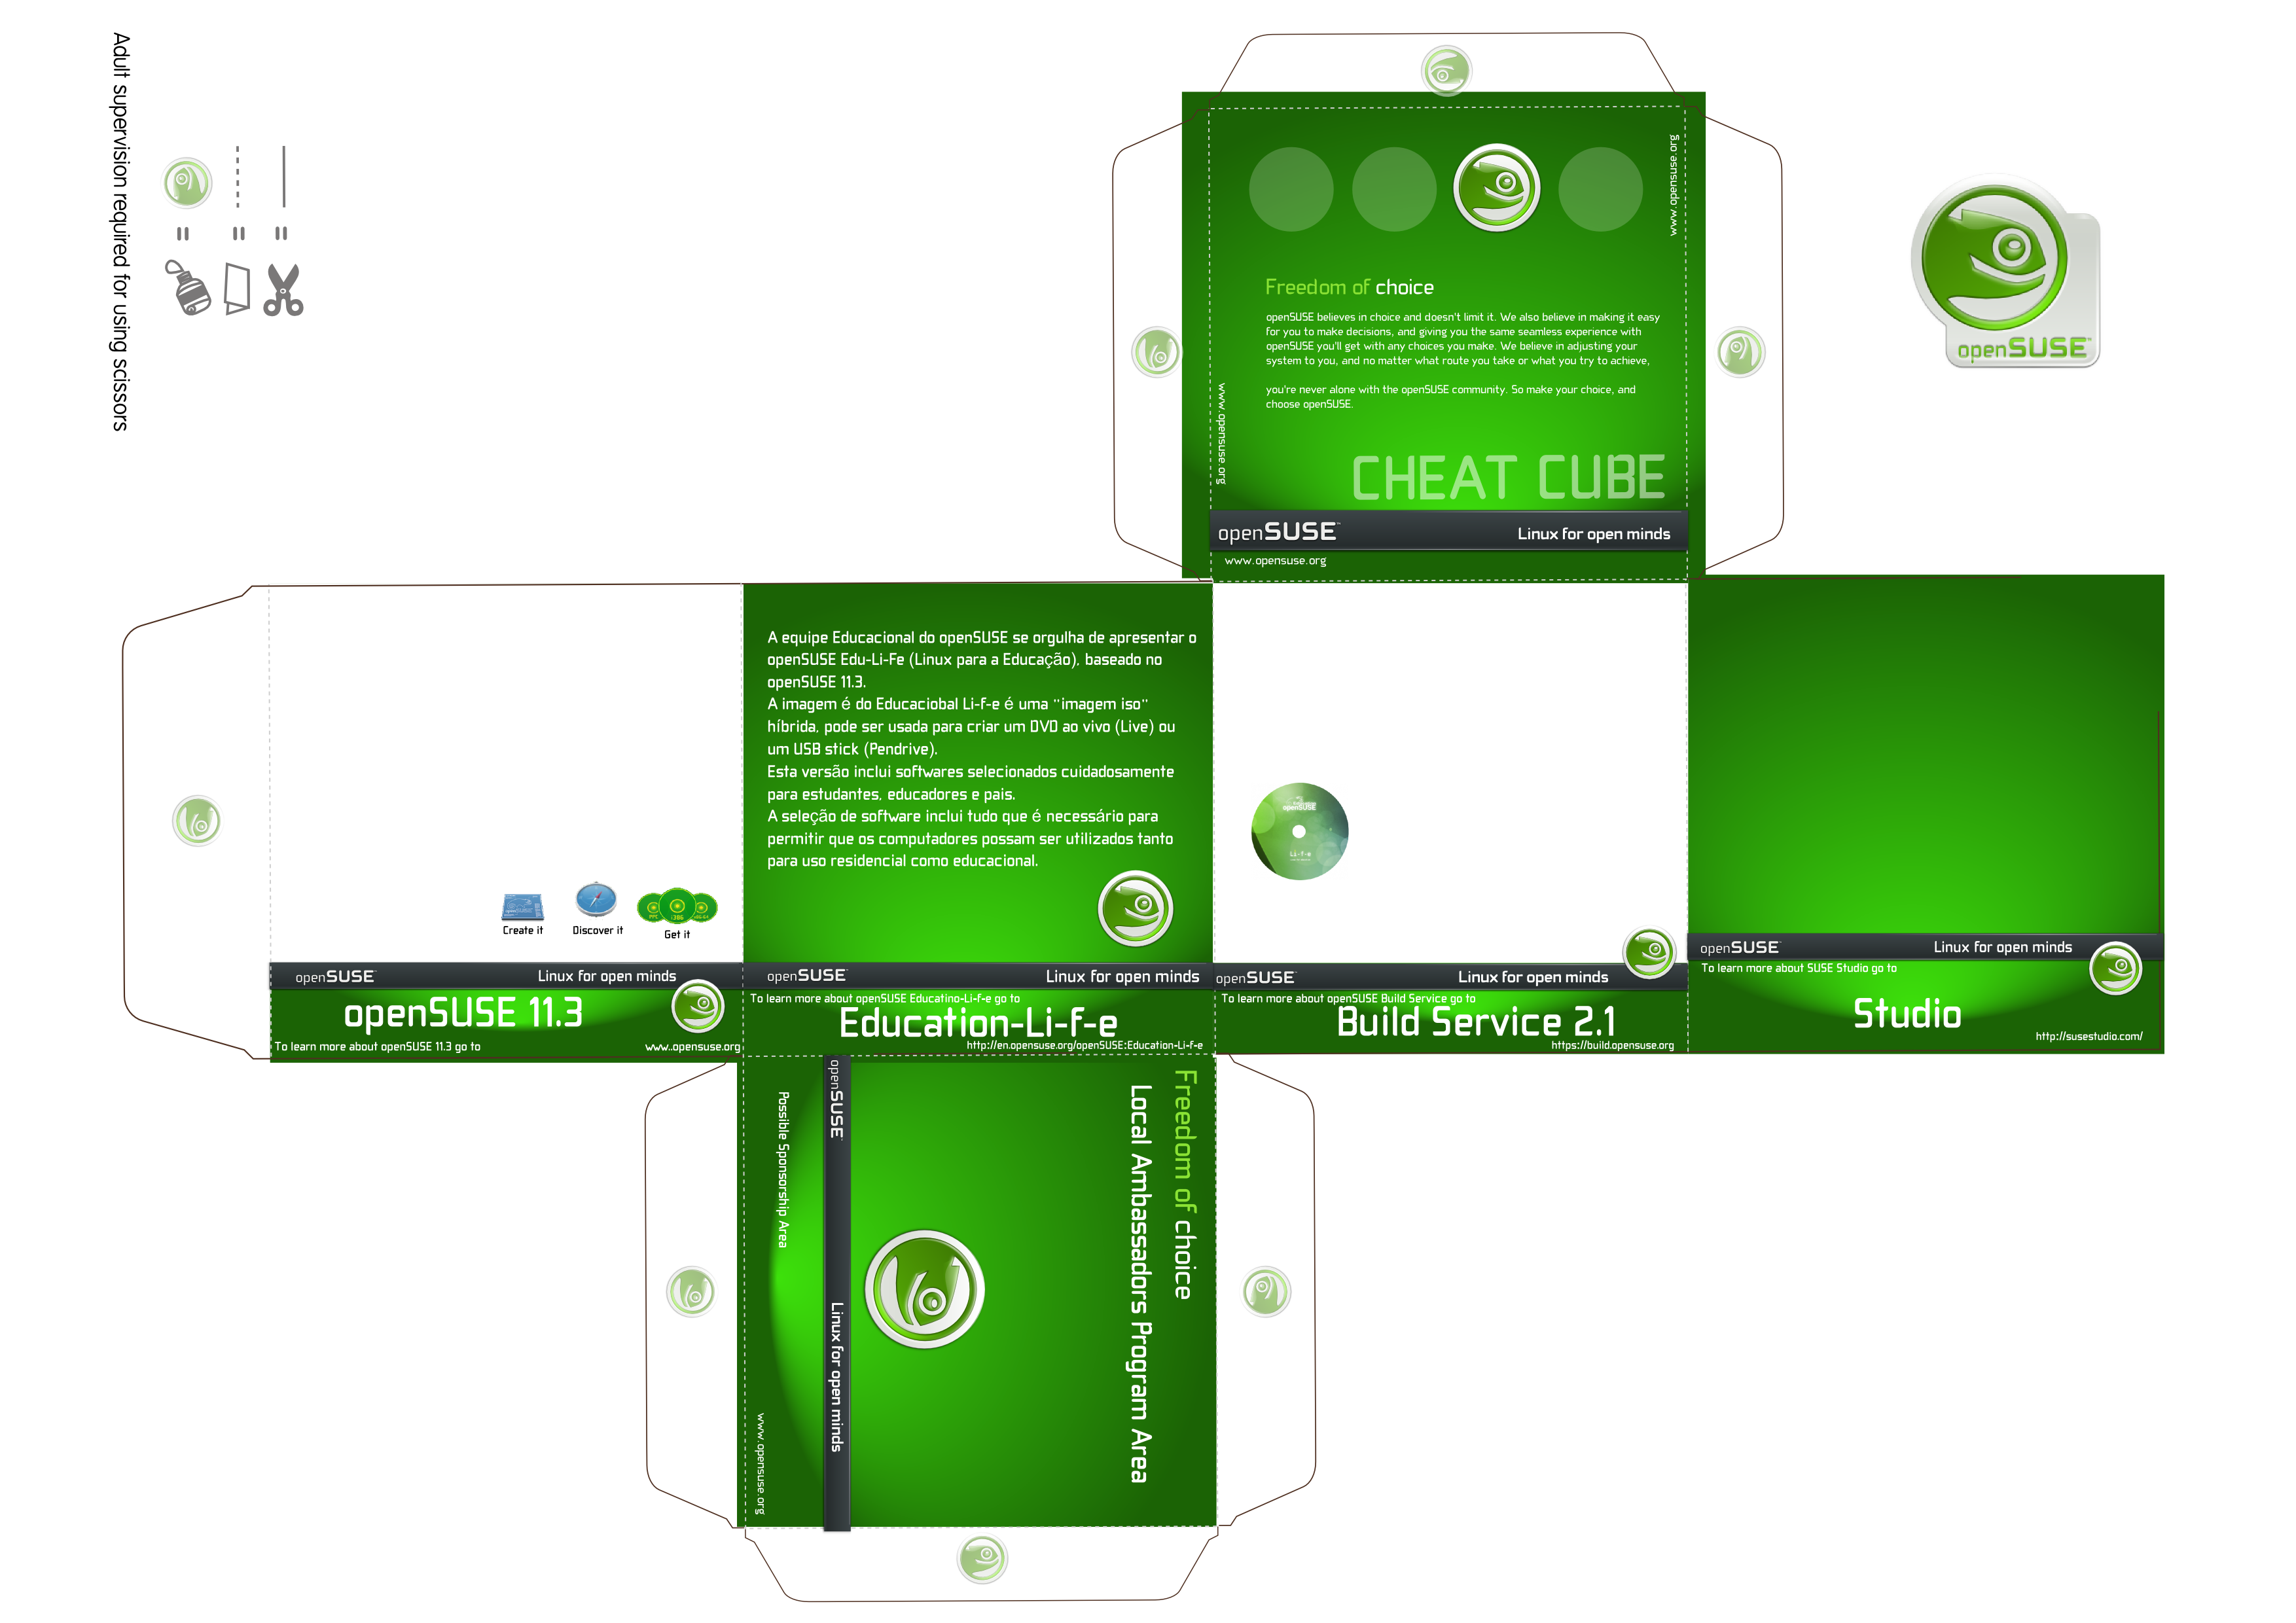 Adult supervision required for using scissors
www.opensuse.org
Freedom of choice
openSUSE believes in choice and doesn't limit it. We also believe in making it easy
for you to make decisions, and giving you the same seamless experience with
openSUSE you'll get with any choices you make. We believe in adjusting your
system to you, and no matter what route you take or what you try to achieve,
you're never alone with the openSUSE community. So make your choice, and
choose openSUSE.
www.opensuse.org
CHEAT CUBE
openSUSE™ Linux for open minds
www.opensuse.org
openSUSE™
Create it
Discover it
Get it
openSUSE™ Linux for open minds
openSUSE 11.3
To learn more about openSUSE 11.3 go to www..opensuse.org
A equipe Educacional do openSUSE se orgulha de apresentar o
openSUSE Edu-Li-Fe (Linux para a Educação), baseado no
openSUSE 11.3.
A imagem é do Educaciobal Li-f-e é uma "imagem iso"
híbrida, pode ser usada para criar um DVD ao vivo (Live) ou
um USB stick (Pendrive).
Esta versão inclui softwares selecionados cuidadosamente
para estudantes, educadores e pais.
A seleção de software inclui tudo que é necessário para
permitir que os computadores possam ser utilizados tanto
para uso residencial como educacional.
openSUSE™ Linux for open minds
To learn more about openSUSE Educatino-Li-f-e go to
Education-Li-f-e
http://en.opensuse.org/openSUSE:Education-Li-f-e
openSUSE
Li-f-e
openSUSE™ Linux for open minds
To learn more about openSUSE Build Service go to
Build Service 2.1
https://build.opensuse.org
openSUSE™ Linux for open minds
To learn more about SUSE Studio go to
Studio
http://susestudio.com/
Freedom of choice
Local Ambassadors Program Area
openSUSE™ Linux for open minds
Possible Sponsorship Area
www.opensuse.org